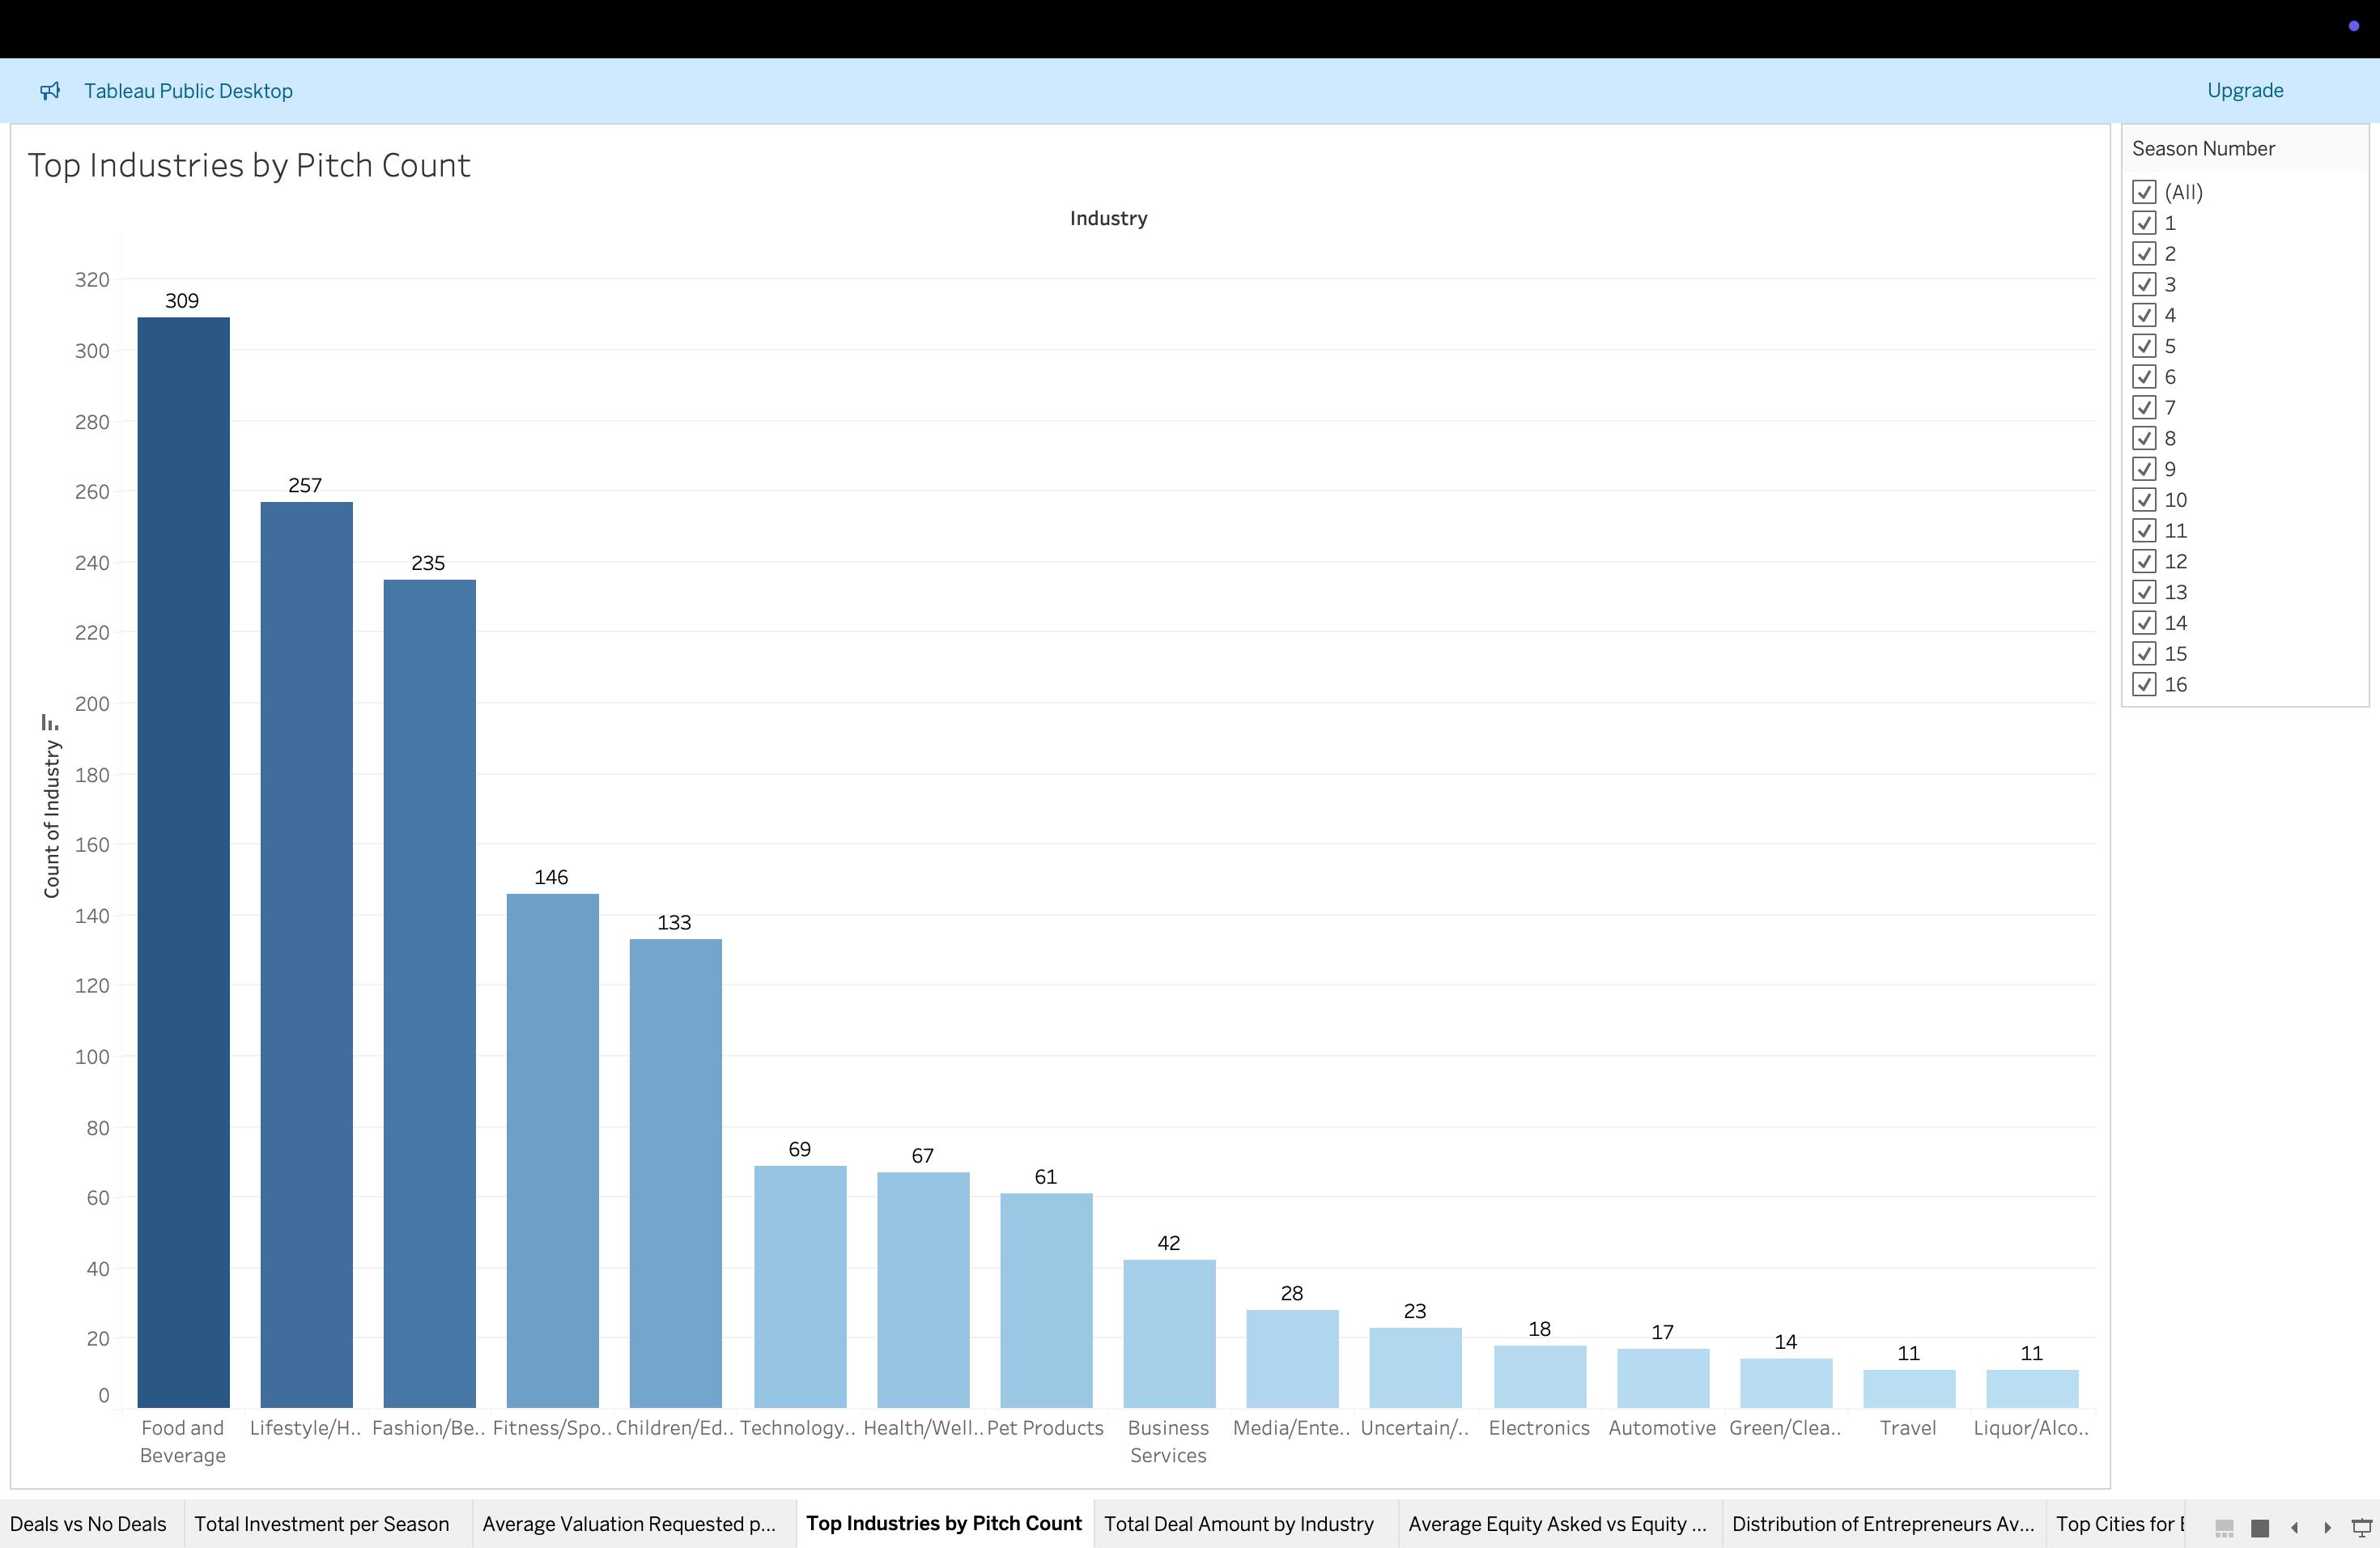 Tableau Public Desktop
Upgrade
Top Industries by Pitch Count
Industry
Season Number
(All)
1
2
3
4
5
6
7
8
9
10
11
12
13
14
15
16
Count of Industry
320
300
280
260
240
220
200
180
160
140
120
100
80
60
40
20
0
309
257
235
146
133
69
67
61
42
28
23
18
17
14
11
11
Food and
Beverage
Lifestyle/H..
Fashion/Be..
Fitness/Spo..
Children/Ed..
Technology..
Health/Well..
Pet Products
Business
Services
Media/Ente..
Uncertain/..
Electronics
Automotive
Green/Clea..
Travel
Liquor/Alco..
Deals vs No Deals
Total Investment per Season
Average Valuation Requested p...
Top Industries by Pitch Count
Total Deal Amount by Industry
Average Equity Asked vs Equity ...
Distribution of Entrepreneurs Av...
Top Cities for